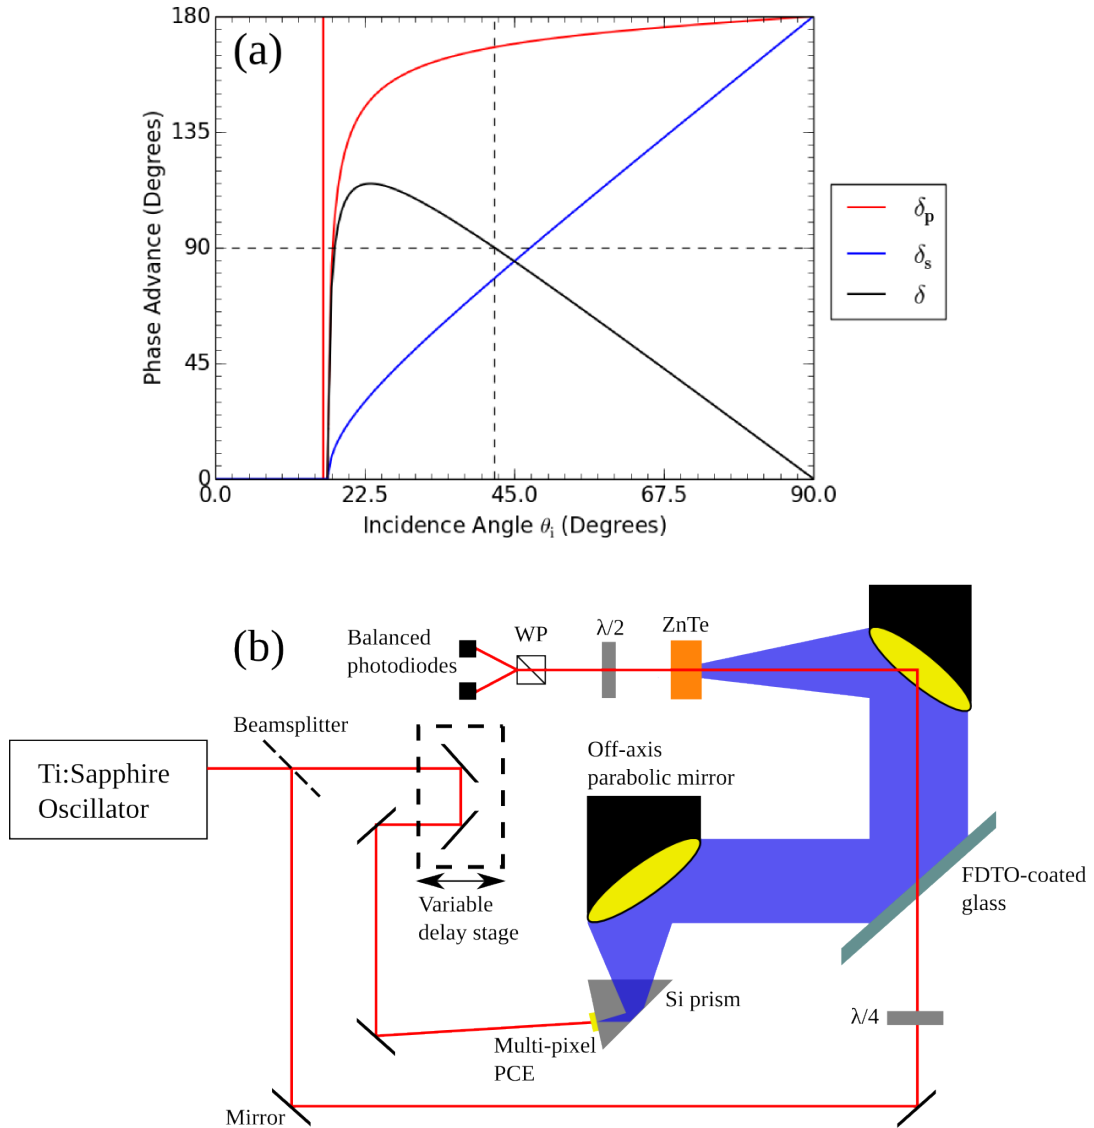 (a)
180
135
90
45
0
0.0 22.5 45.0 67.5 90.0
Phase Advance (Degrees)
Incidence Angle θi (Degrees)
δp
δs
δ
(b)
Balanced
photodiodes
WP
λ/2
ZnTe
Beamsplitter
Ti:Sapphire
Oscillator
Off-axis
parabolic mirror
Variable
delay stage
FDTO-coated
glass
Si prism
λ/4
Multi-pixel
PCE
Mirror